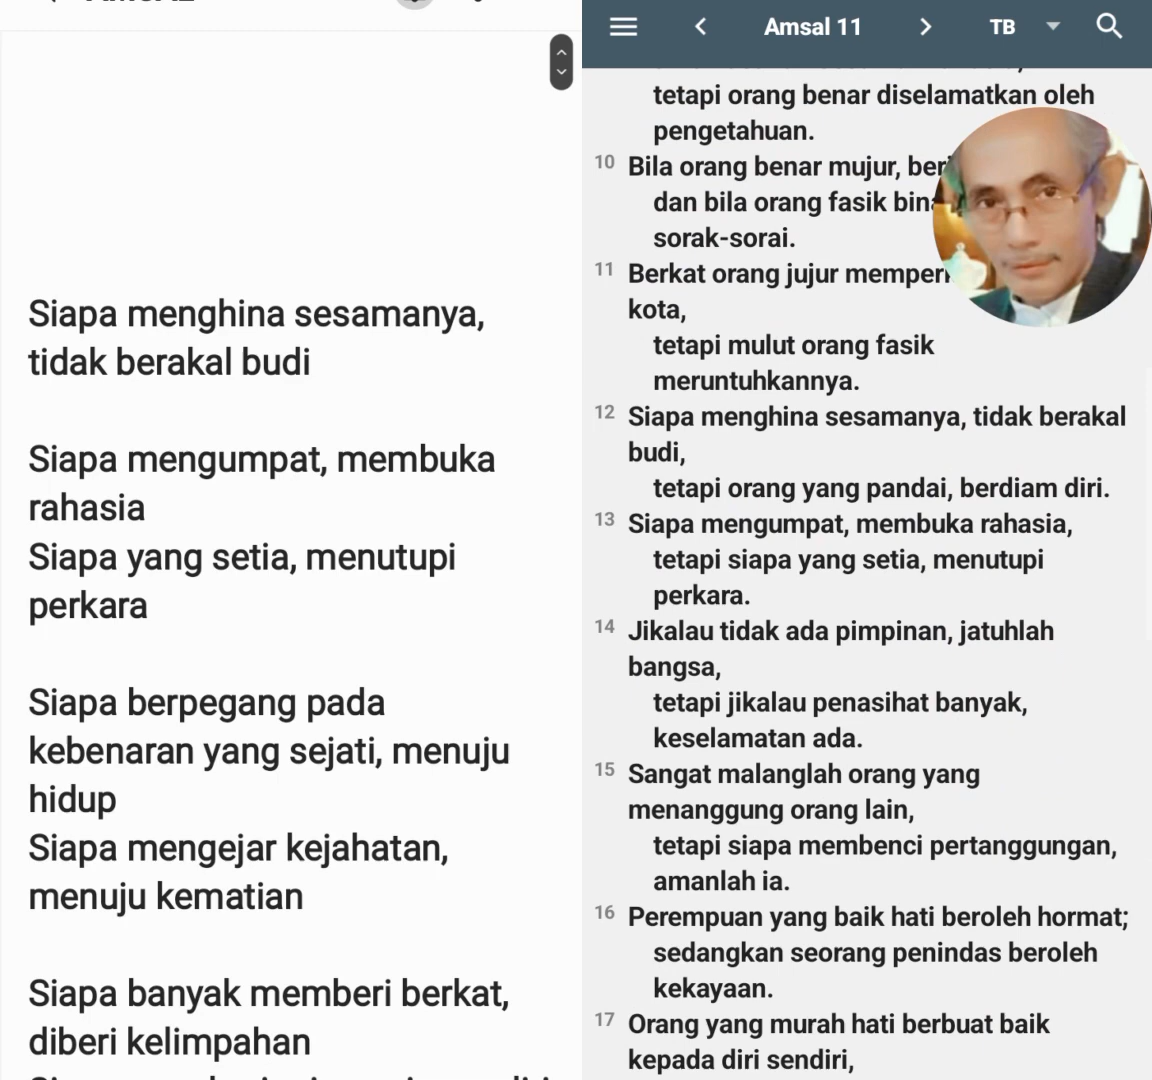 Siapa menghina sesamanya,
tidak berakal budi
Siapa mengumpat, membuka
rahasia
Siapa yang setia, menutupi
perkara
Siapa berpegang pada
kebenaran yang sejati, menuju
hidup
Siapa mengejar kejahatan,
menuju kematian
Siapa banyak memberi berkat,
diberi kelimpahan
Amsal 11
TB
tetapi orang benar diselamatkan oleh
pengetahuan.
10 Bila orang benar mujur,
dan bila orang fasik
sorak-sorai.
11 Berkat orang jujur
kota,
tetapi mulut orang fasik
meruntuhkannya.
12 Siapa menghina sesamanya, tidak berakal
budi,
tetapi orang yang pandai, berdiam diri.
13 Siapa mengumpat, membuka rahasia,
tetapi siapa yang setia, menutupi
perkara.
14 Jikalau tidak ada pimpinan, jatuhlah
bangsa,
tetapi jikalau penasihat banyak,
keselamatan ada.
15 Sangat malanglah orang yang
menanggung orang lain,
tetapi siapa membenci pertanggungan,
amanlah ia.
16 Perempuan yang baik hati beroleh hormat;
sedangkan seorang penindas beroleh
kekayaan.
17 Orang yang murah hati berbuat baik
kepada diri sendiri,